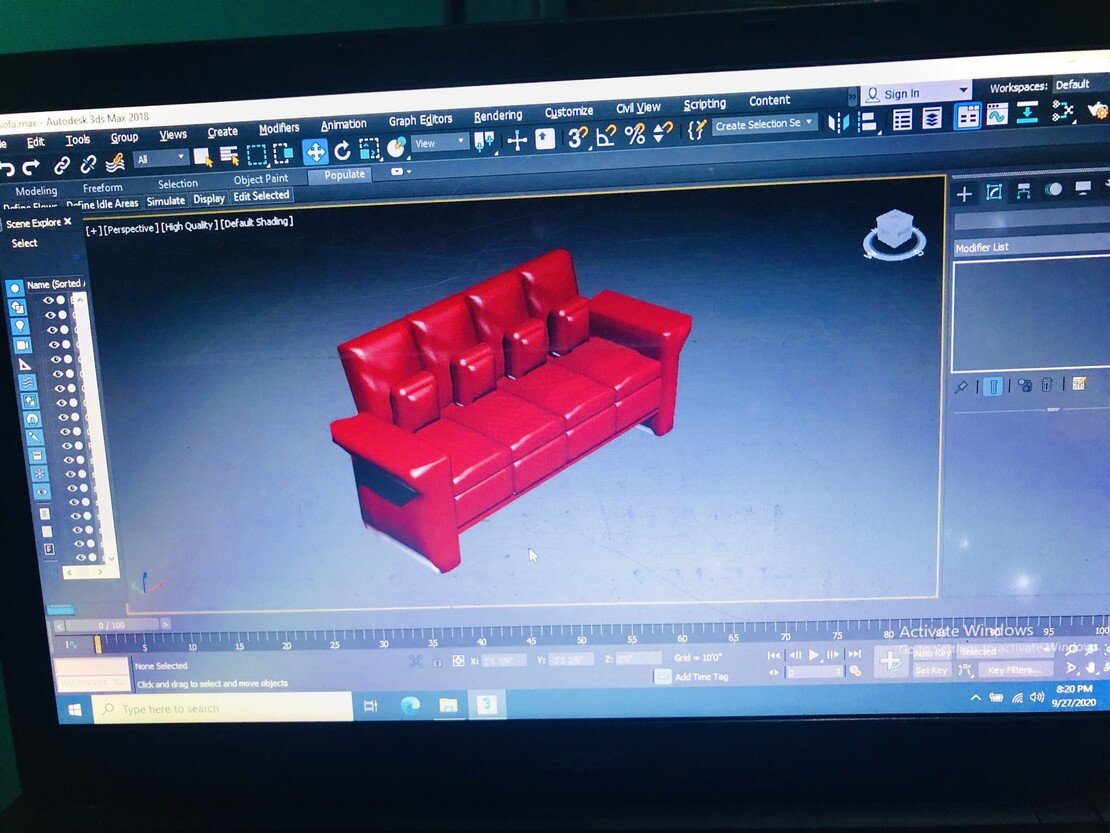 sofa.max - Autodesk 3ds Max 2018
Sign In
Workspaces: Default
Edit Tools Group Views Create Modifiers Animation Graph Editors Rendering Customize Civil View Scripting Content
All
View
Create Selection Se
Modeling Freeform Selection Object Paint Populate
Define Idle Areas Simulate Display Edit Selected
Scene Explore
[+] [Perspective] [High Quality] [Default Shading]
Select
Modifier List
Name (Sorted
0 / 100
5 10 15 20 25 30 35 40 45 50 55 60 65 70 75 80 95 100
Activate Windows
None Selected
X: Y: Z: Grid = 10'0"
Auto Key Selected
Click and drag to select and move objects
Add Time Tag
0
Set Key Key Filters...
Type here to search
3
8:20 PM
9/27/2020